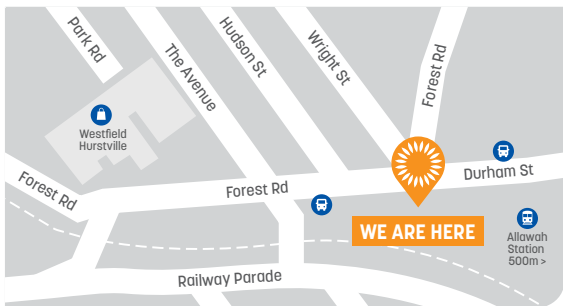 Park Rd
The Avenue
Hudson St
Wright St
Forest Rd
Westfield
Hurstville
Forest Rd
Forest Rd
Durham St
WE ARE HERE
Allawah
Station
500m >
Railway Parade